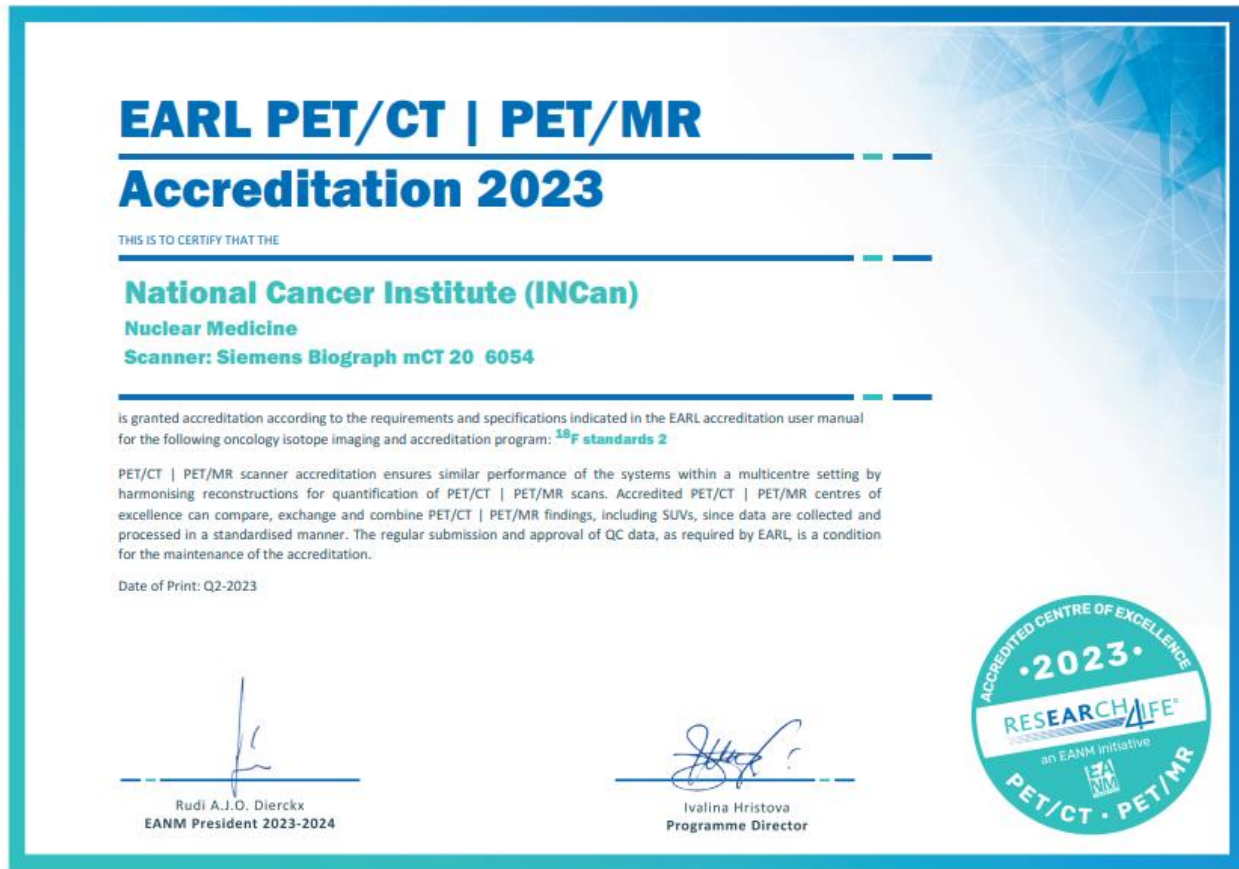 EARL PET/CT | PET/MR
Accreditation 2023
THIS IS TO CERTIFY THAT THE
National Cancer Institute (INCan)
Nuclear Medicine
Scanner: Siemens Biograph mCT 20 6054
is granted accreditation according to the requirements and specifications indicated in the EARL accreditation user manual
for the following oncology isotope imaging and accreditation program: ¹⁸F standards 2
PET/CT | PET/MR scanner accreditation ensures similar performance of the systems within a multicentre setting by
harmonising reconstructions for quantification of PET/CT | PET/MR scans. Accredited PET/CT | PET/MR centres of
excellence can compare, exchange and combine PET/CT | PET/MR findings, including SUVs, since data are collected and
processed in a standardised manner. The regular submission and approval of QC data, as required by EARL, is a condition
for the maintenance of the accreditation.
Date of Print: Q2-2023
Rudi A.J.O. Dierckx
EANM President 2023-2024
Ivalina Hristova
Programme Director
ACCREDITED CENTRE OF EXCELLENCE
·2023·
RESEARCH4LIFE®
an EANM initiative
EANM
PET/CT · PET/MR